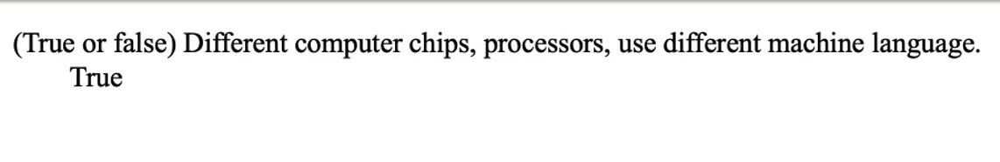 (True or false) Different computer chips, processors, use different machine language.
True